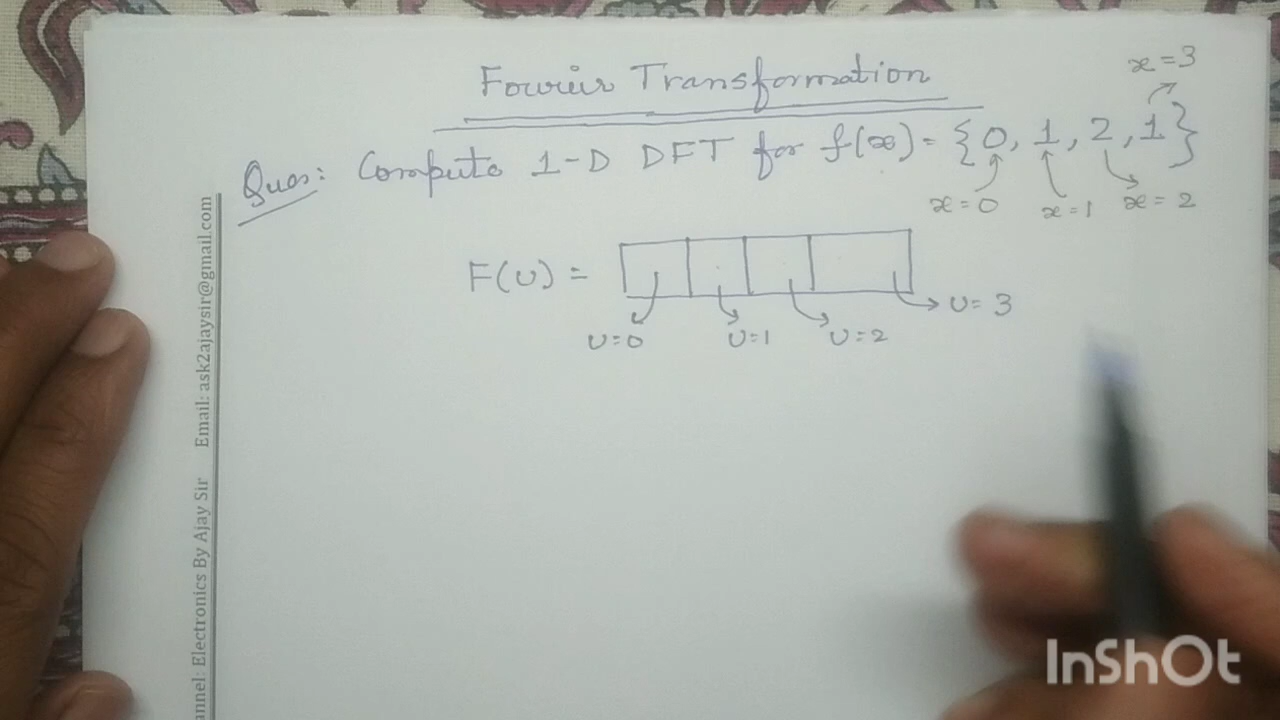 Fourier Transformation
x=3
Ques: Compute 1-D DFT for f(x) = {0, 1, 2, 1}
x=0 x=1 x=2
F(U) =
U=3
U=0 U=1 U=2
Email: ask2ajaysir@gmail.com
annel: Electronics By Ajay Sir
InShOt